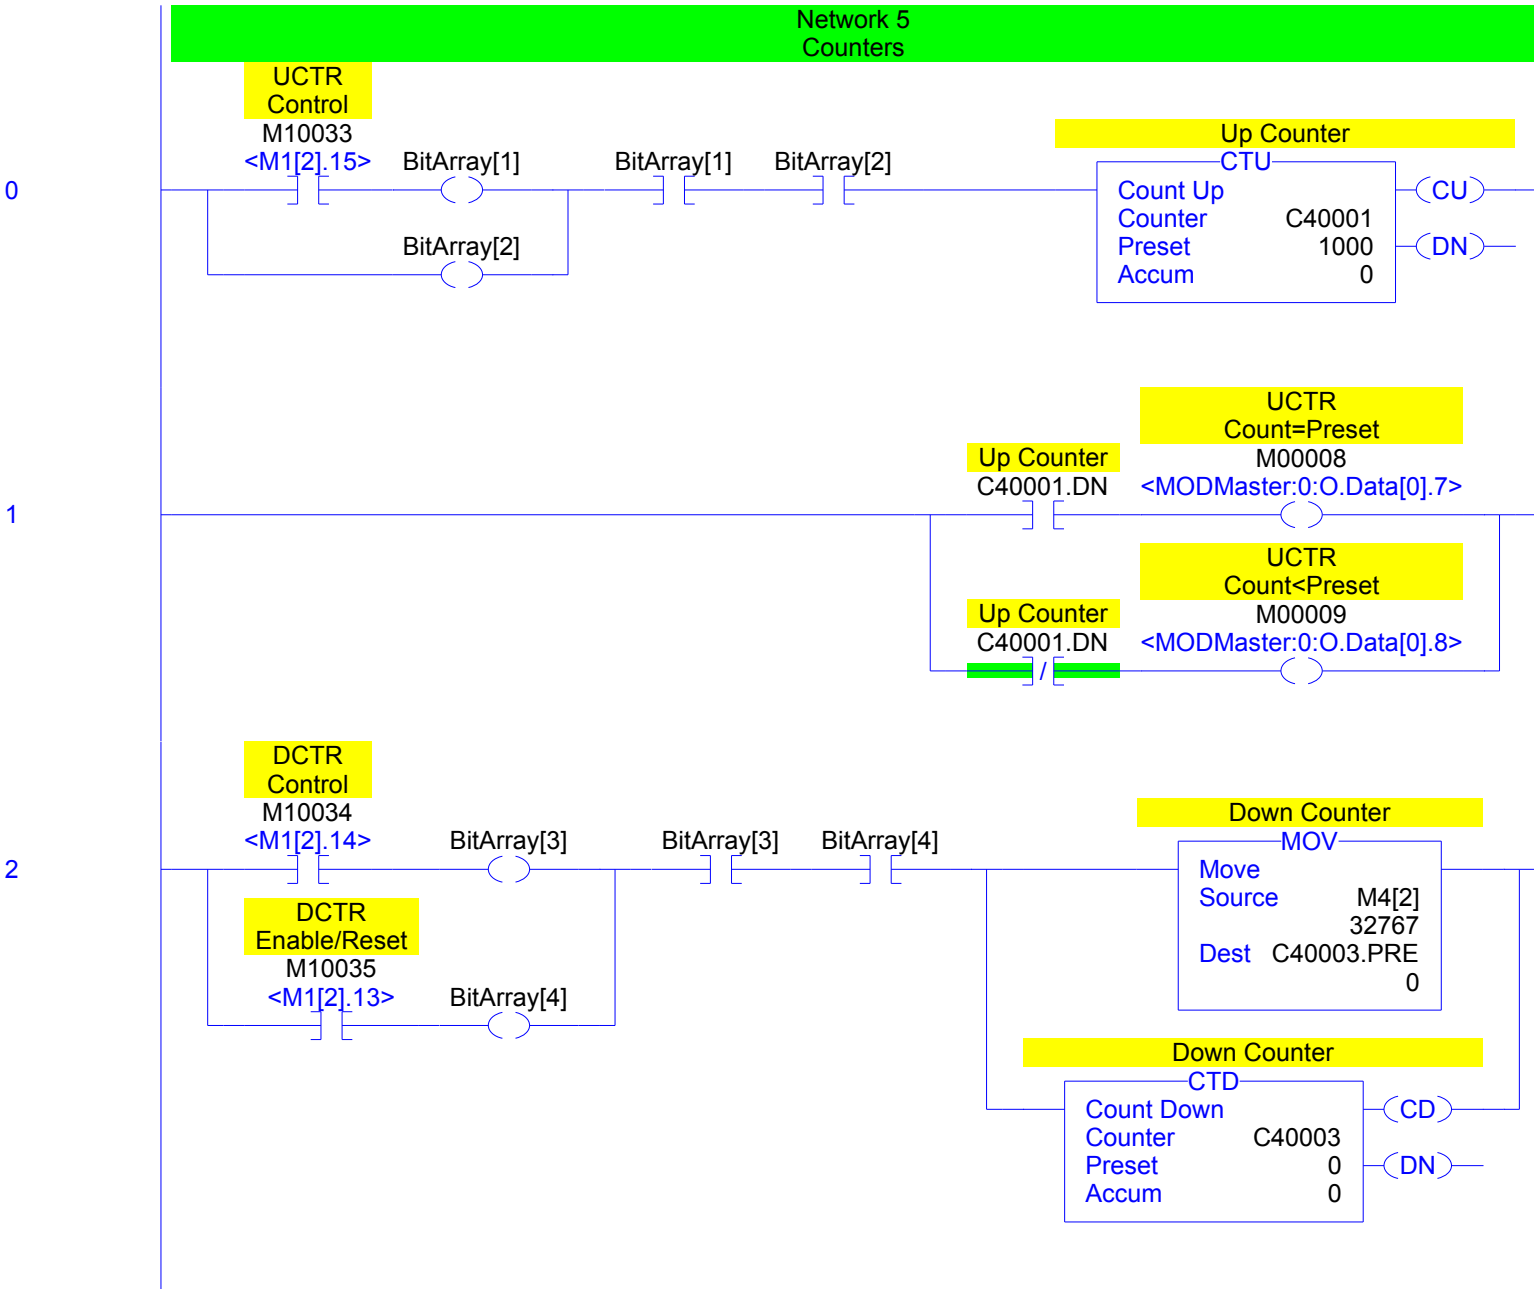 Network 5
Counters
UCTR
Control
M10033
<M1[2].15>
BitArray[1]
BitArray[2]
BitArray[1]
BitArray[2]
0
Up Counter
CTU
Count Up
Counter C40001
Preset 1000
Accum 0
CU
DN
1
Up Counter
C40001.DN
UCTR
Count=Preset
M00008
<MODMaster:0:O.Data[0].7>
Up Counter
C40001.DN
/
UCTR
Count<Preset
M00009
<MODMaster:0:O.Data[0].8>
2
DCTR
Control
M10034
<M1[2].14>
BitArray[3]
DCTR
Enable/Reset
M10035
<M1[2].13>
BitArray[4]
BitArray[3]
BitArray[4]
Down Counter
MOV
Move
Source M4[2]
32767
Dest C40003.PRE
0
Down Counter
CTD
Count Down
Counter C40003
Preset 0
Accum 0
CD
DN